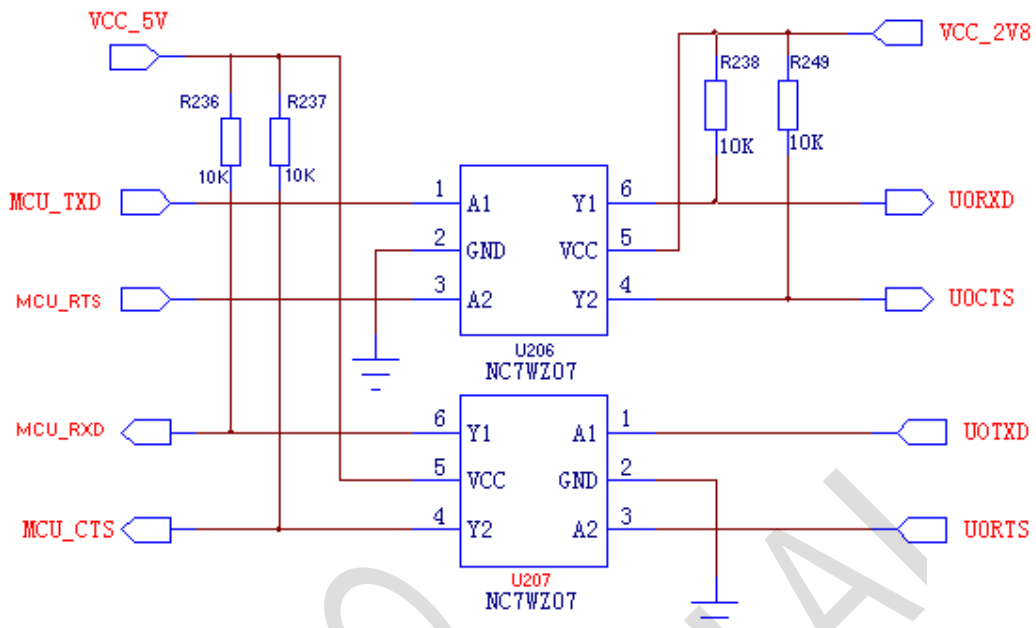 VCC_5V
VCC_2V8
R236
R237
10K
10K
R238
R249
10K
10K
MCU_TXD
1
A1
Y1
6
U0RXD
2
GND
VCC
5
MCU_RTS
3
A2
Y2
4
U0CTS
U206
NC7WZ07
MCU_RXD
6
Y1
A1
1
U0TXD
5
VCC
GND
2
MCU_CTS
4
Y2
A2
3
U0RTS
U207
NC7WZ07